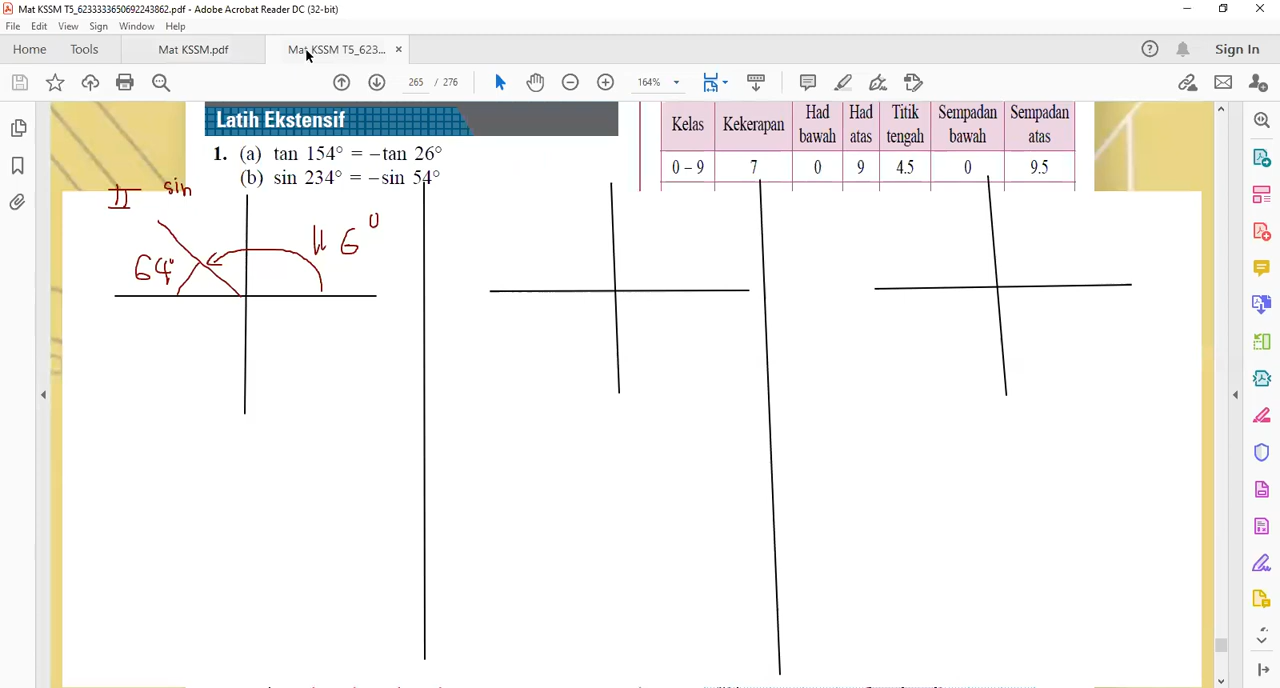 Mat KSSM T5_6233333650692243862.pdf - Adobe Acrobat Reader DC (32-bit)
File Edit View Sign Window Help
Home Tools Mat KSSM.pdf Mat KSSM T5_623... × Sign In
265 / 276 164%
Latih Ekstensif
1. (a) tan 154° = −tan 26°
(b) sin 234° = −sin 54°
Kelas Kekerapan Had bawah Had atas Titik tengah Sempadan bawah Sempadan atas
0 – 9 7 0 9 4.5 0 9.5
II sin
116°
64°